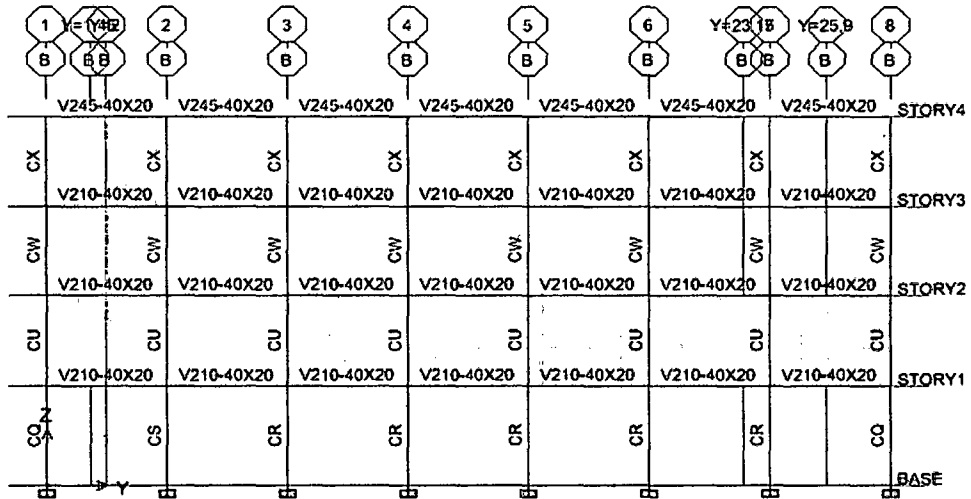 1 2 3 4 5 6 Y=25,9 8
B B B B B B B B B B B B
V245-40X20 V245-40X20 V245-40X20 V245-40X20 V245-40X20 V245-40X20 V245-40X20 STORY4
CX CX CX CX CX CX CX CX
V210-40X20 V210-40X20 V210-40X20 V210-40X20 V210-40X20 V210-40X20 V210-40X20 STORY3
CW CW CW CW CW CW CW CW
V210-40X20 V210-40X20 V210-40X20 V210-40X20 V210-40X20 V210-40X20 V210-40X20 STORY2
CU CU CU CU CU CU CU CU
V210-40X20 V210-40X20 V210-40X20 V210-40X20 V210-40X20 V210-40X20 V210-40X20 STORY1
Z
CQ CS CR CR CR CR CR CQ
Y BASE